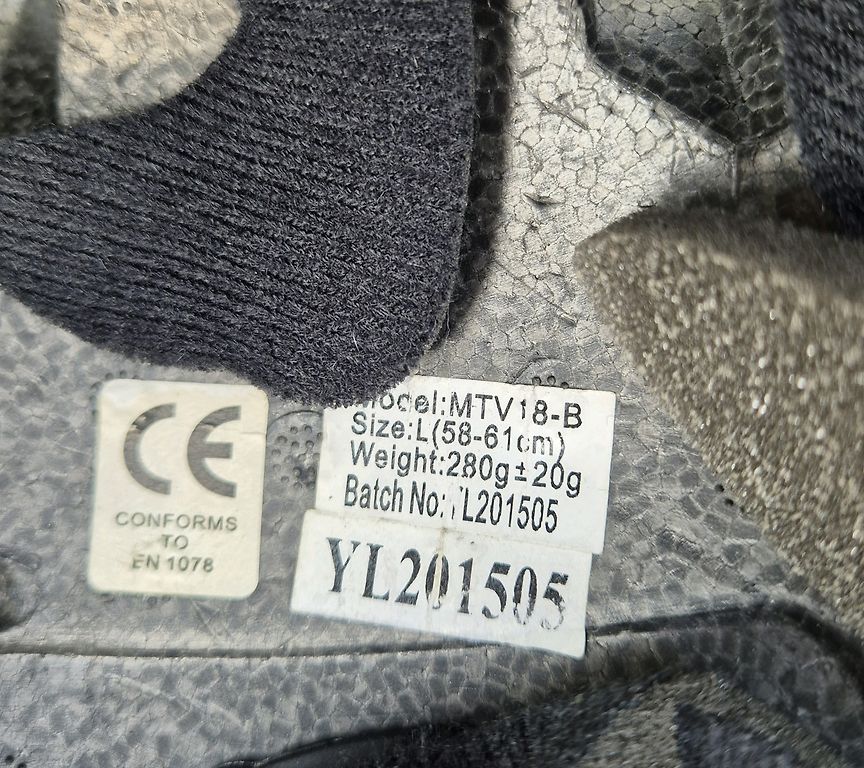 CE
CONFORMS
TO
EN 1078
Model:MTV18-B
Size:L(58-61cm)
Weight:280g±20g
Batch No:YL201505
YL201505